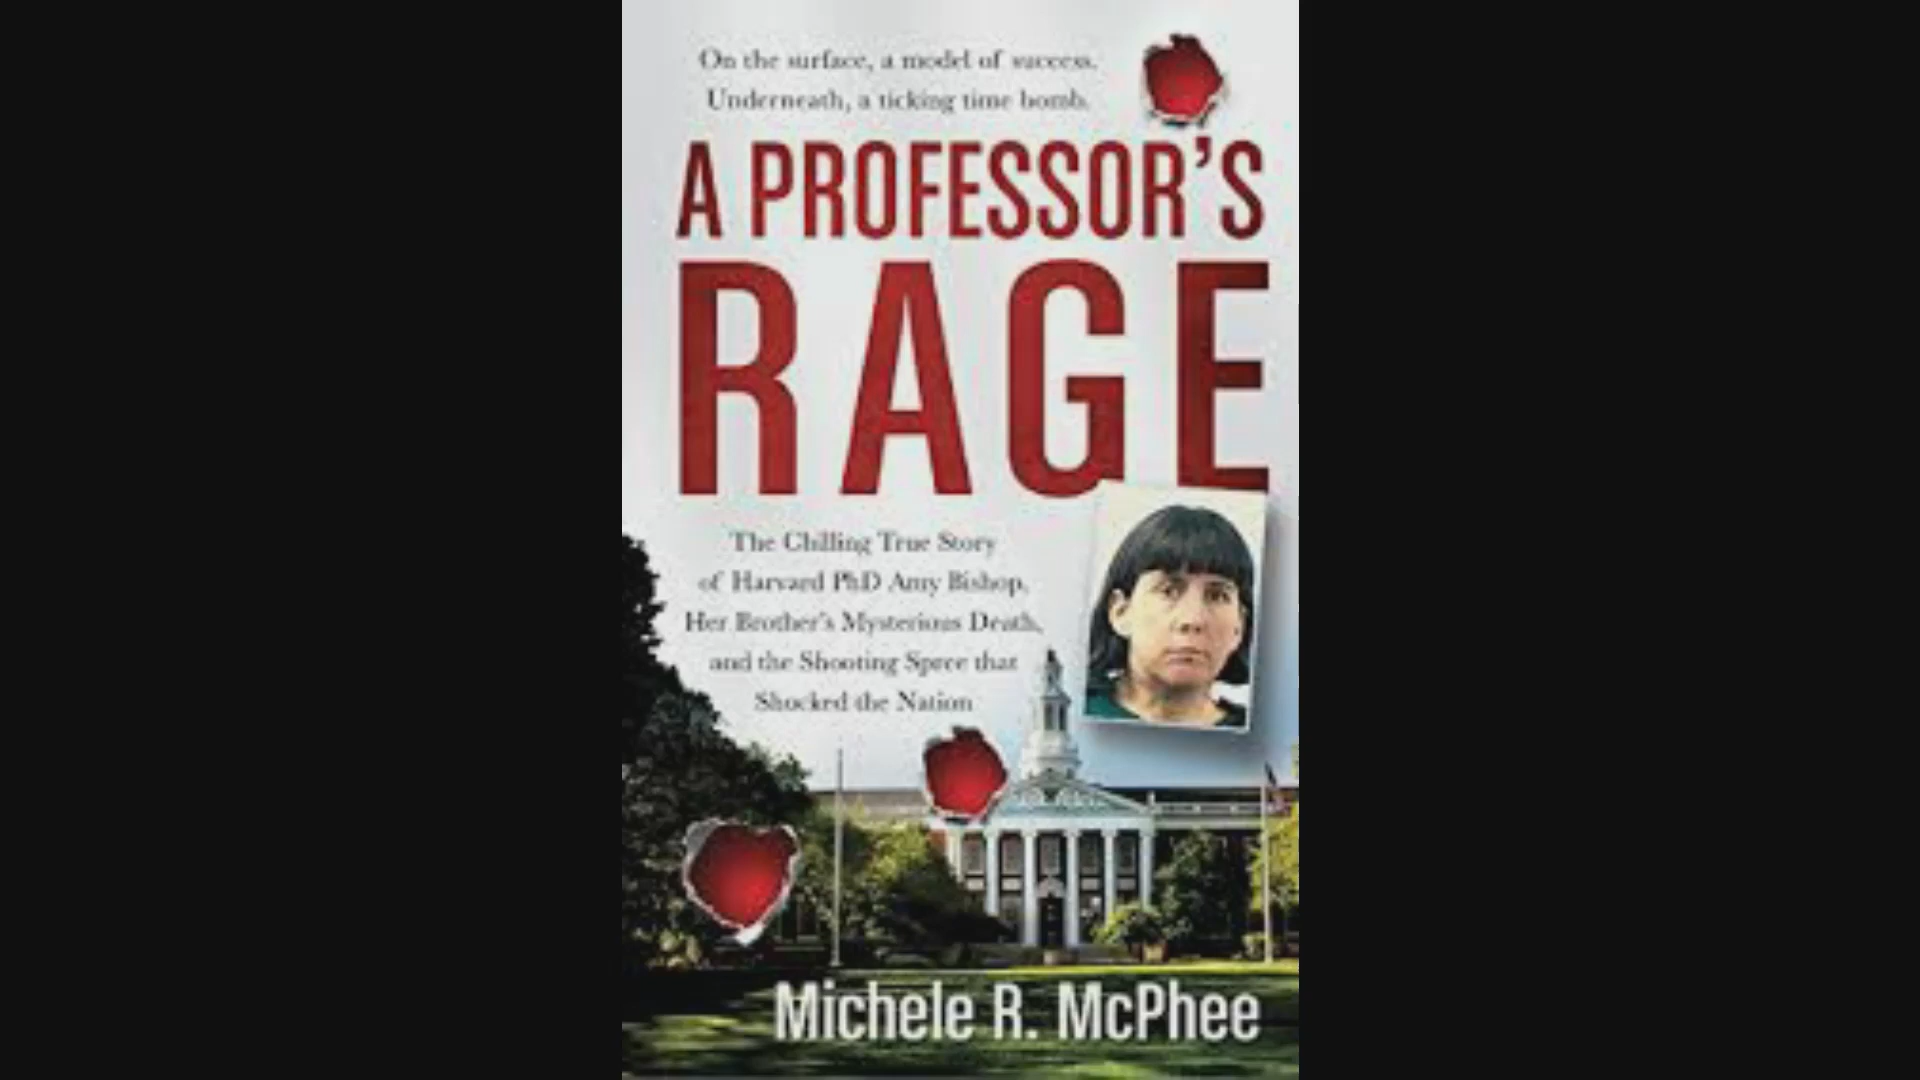 On the surface, a model of success.
Underneath, a ticking time bomb.
A PROFESSOR'S
RAGE
The Chilling True Story
of Harvard PhD Amy Bishop,
Her Brother's Mysterious Death,
and the Shooting Spree that
Shocked the Nation
Michele R. McPhee